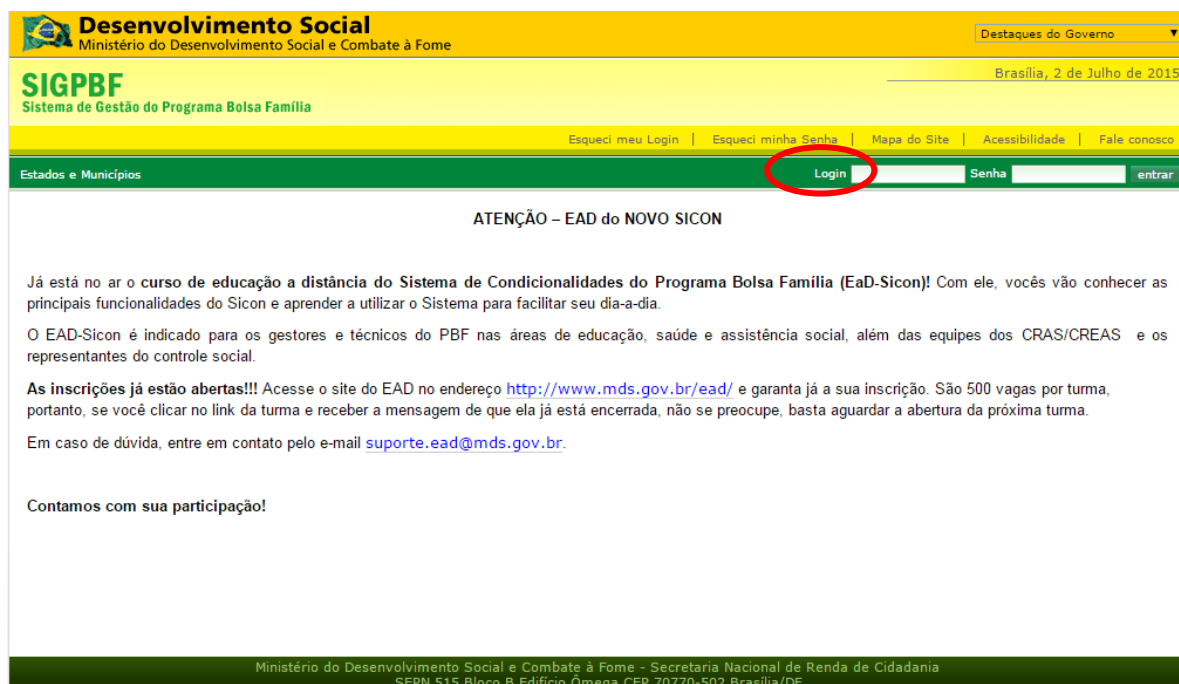 Desenvolvimento Social
Ministério do Desenvolvimento Social e Combate à Fome
Destaques do Governo
Brasília, 2 de Julho de 2015
SIGPBF
Sistema de Gestão do Programa Bolsa Família
Esqueci meu Login | Esqueci minha Senha | Mapa do Site | Acessibilidade | Fale conosco
Estados e Municípios Login Senha entrar
ATENÇÃO – EAD do NOVO SICON
Já está no ar o curso de educação a distância do Sistema de Condicionalidades do Programa Bolsa Família (EaD-Sicon)! Com ele, vocês vão conhecer as
principais funcionalidades do Sicon e aprender a utilizar o Sistema para facilitar seu dia-a-dia.
O EAD-Sicon é indicado para os gestores e técnicos do PBF nas áreas de educação, saúde e assistência social, além das equipes dos CRAS/CREAS e os
representantes do controle social.
As inscrições já estão abertas!!! Acesse o site do EAD no endereço http://www.mds.gov.br/ead/ e garanta já a sua inscrição. São 500 vagas por turma,
portanto, se você clicar no link da turma e receber a mensagem de que ela já está encerrada, não se preocupe, basta aguardar a abertura da próxima turma.
Em caso de dúvida, entre em contato pelo e-mail suporte.ead@mds.gov.br.
Contamos com sua participação!
Ministério do Desenvolvimento Social e Combate à Fome - Secretaria Nacional de Renda de Cidadania
SEPN 515 Bloco B Edifício Ômega CEP 70770-502 Brasília/DF